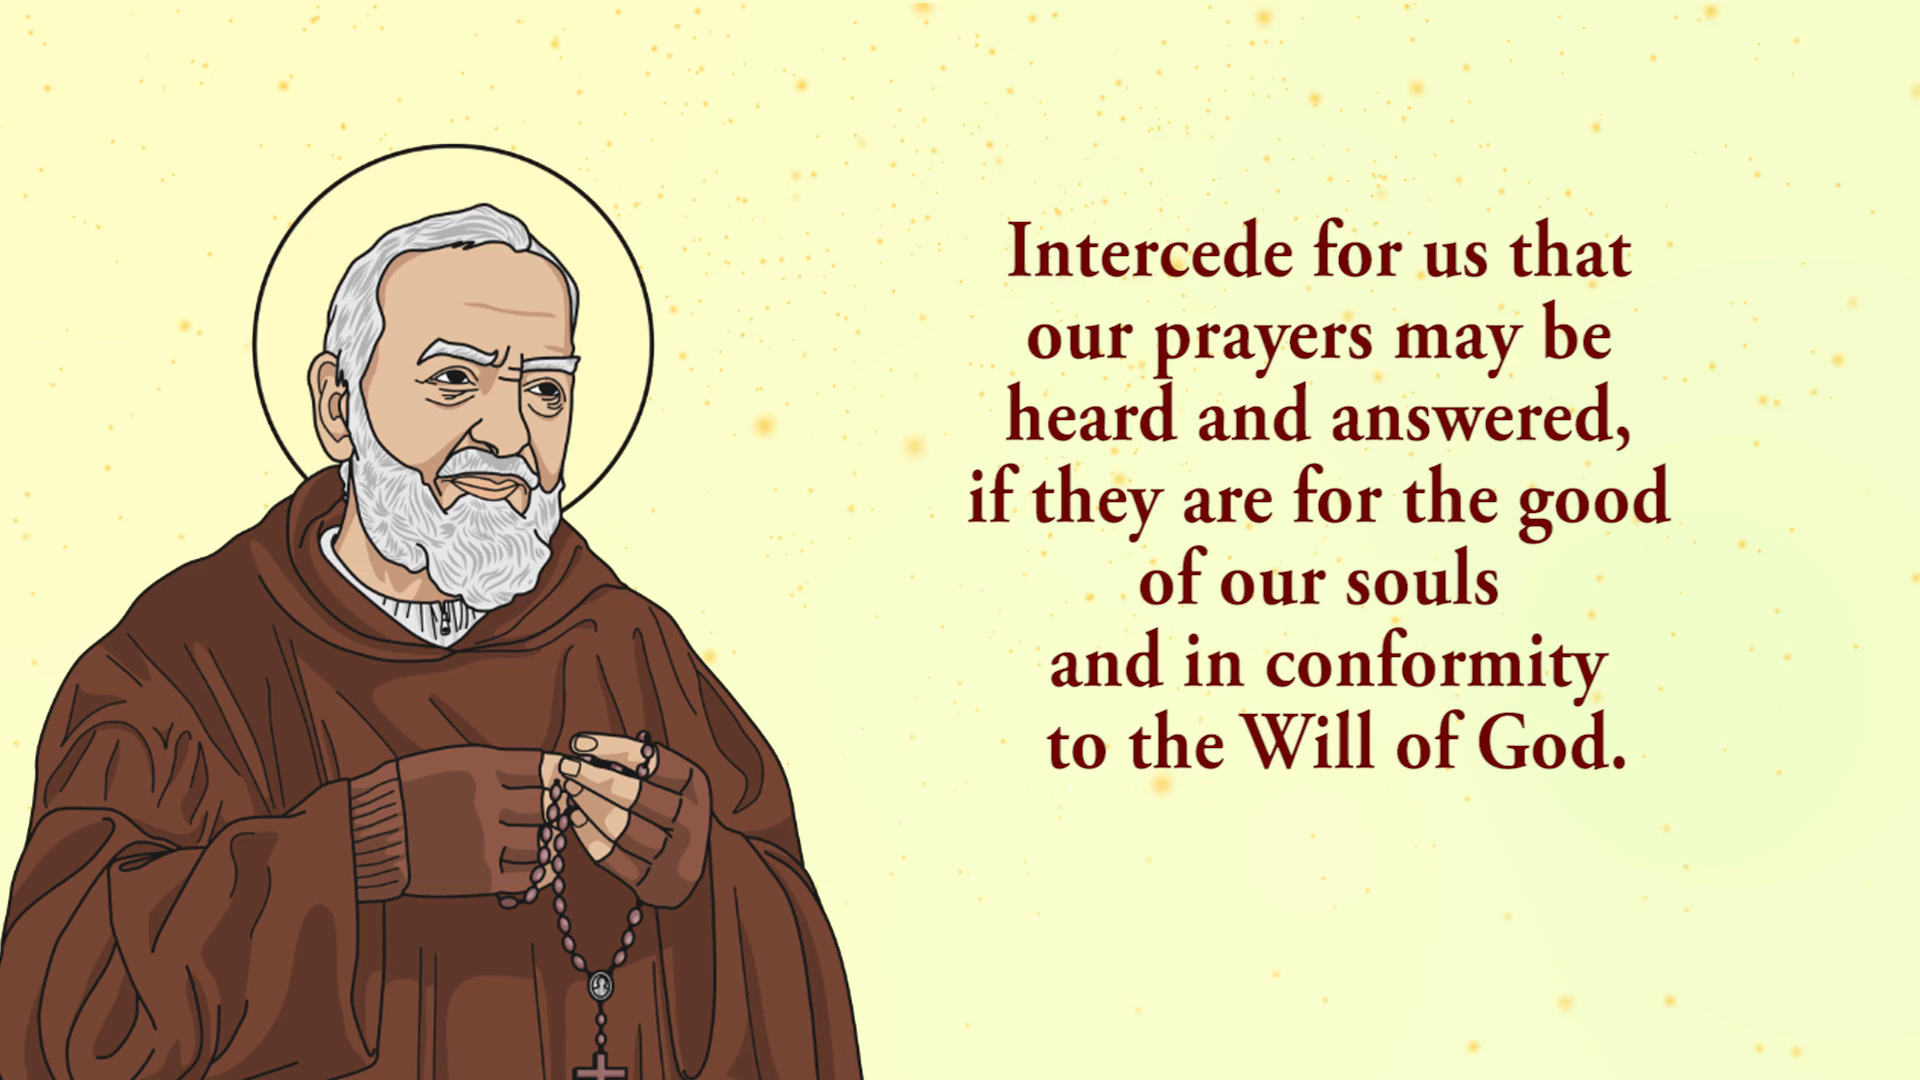 Intercede for us that
our prayers may be
heard and answered,
if they are for the good
of our souls
and in conformity
to the Will of God.